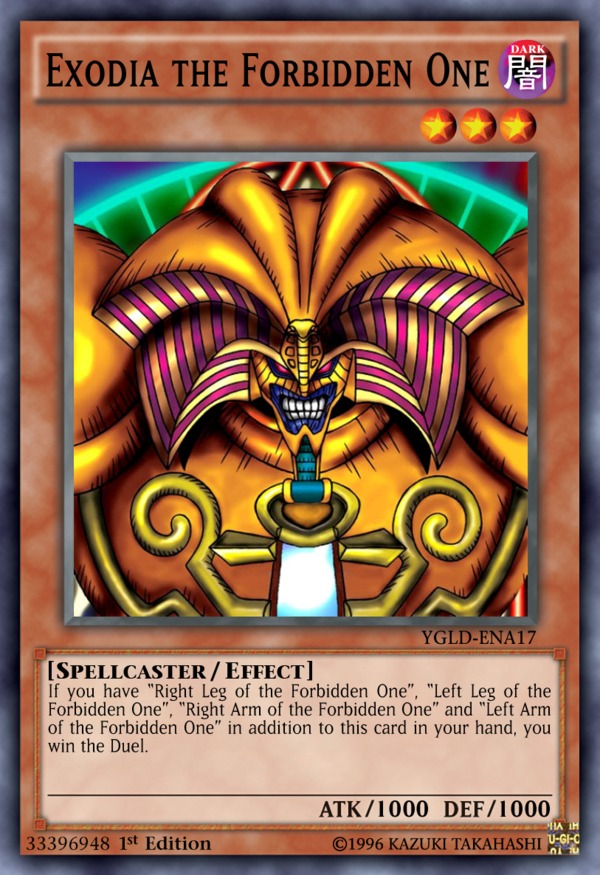 Exodia the Forbidden One
DARK
闇
YGLD-ENA17
[Spellcaster / Effect]
If you have “Right Leg of the Forbidden One”, “Left Leg of the
Forbidden One”, “Right Arm of the Forbidden One” and “Left Arm
of the Forbidden One” in addition to this card in your hand, you
win the Duel.
ATK/1000 DEF/1000
33396948 1st Edition ©1996 KAZUKI TAKAHASHI